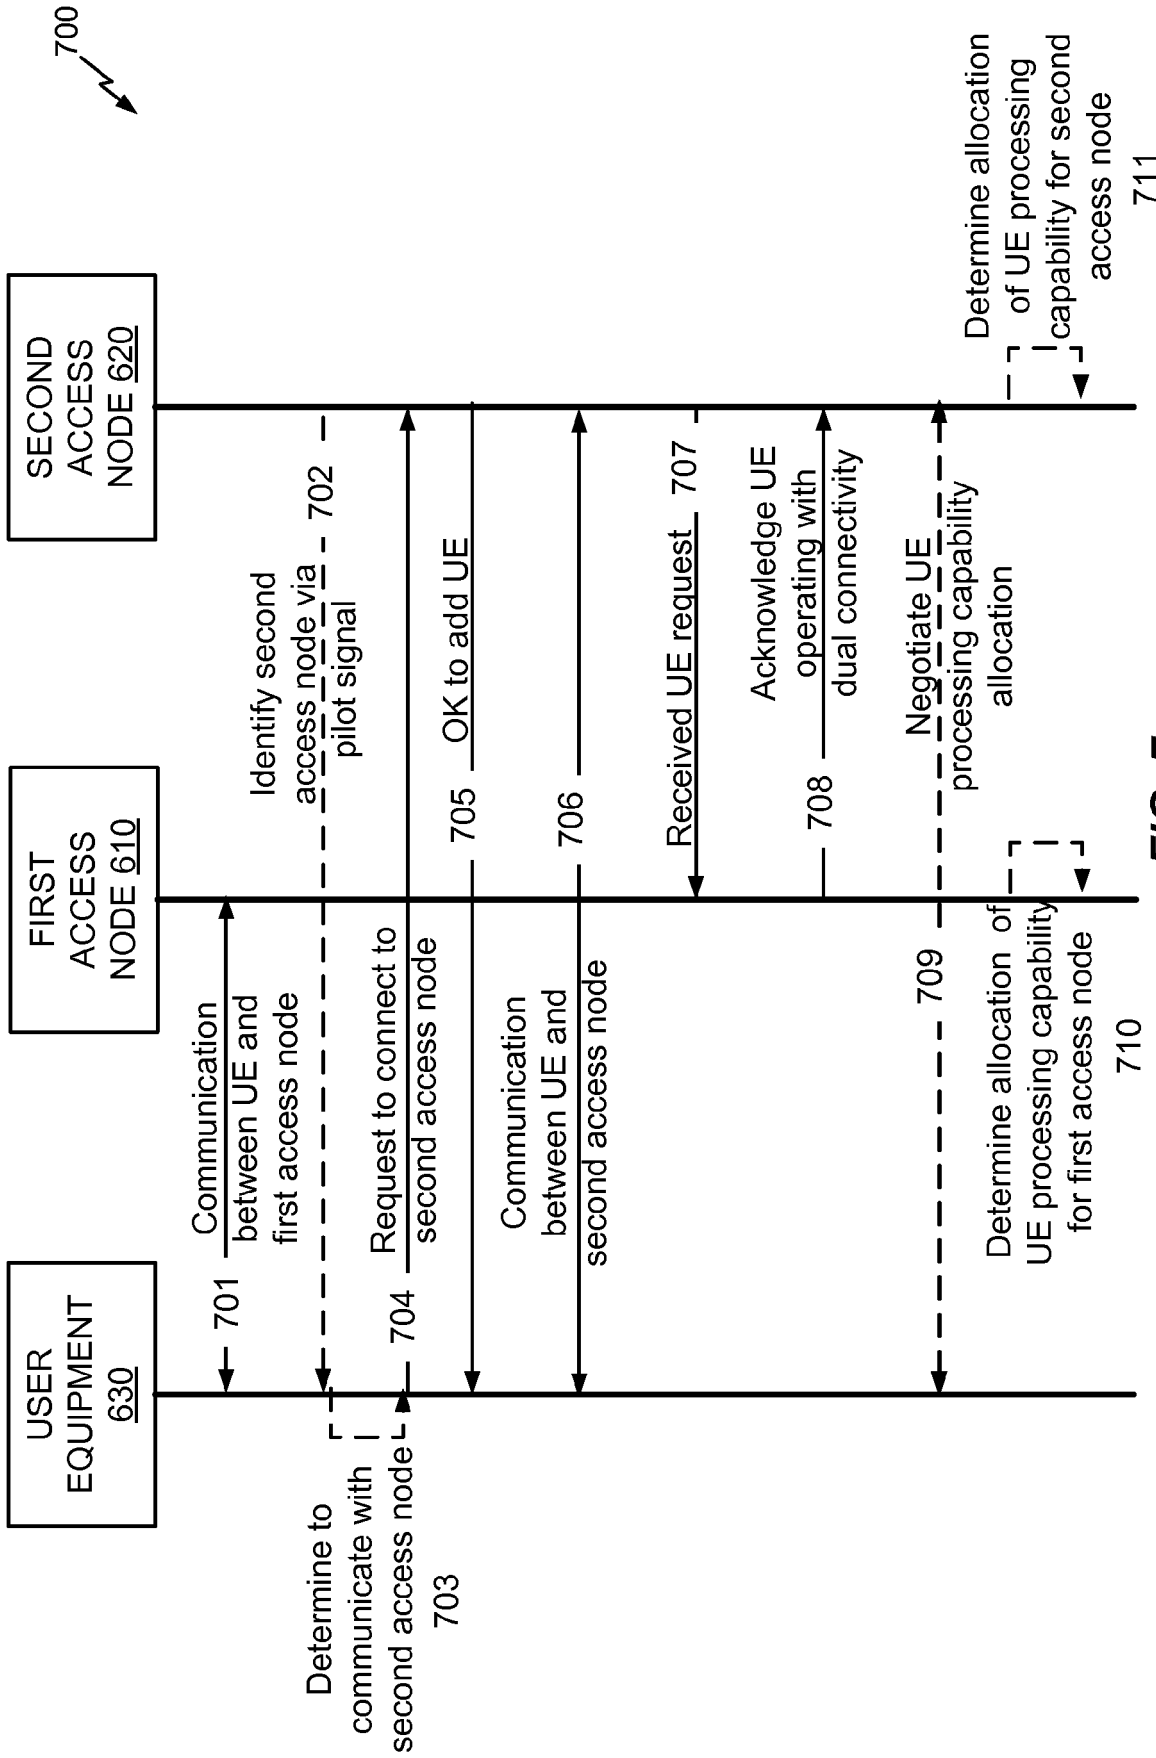 700
USER
EQUIPMENT
630
FIRST
ACCESS
NODE 610
SECOND
ACCESS
NODE 620
Communication
between UE and
first access node
701
Identify second
access node via
pilot signal
702
Determine to
communicate with
second access node
703
Request to connect to
second access node
704
OK to add UE
705
Communication
between UE and
second access node
706
Received UE request
707
Acknowledge UE
operating with
dual connectivity
708
Negotiate UE
processing capability
allocation
709
Determine allocation of
UE processing capability
for first access node
710
Determine allocation
of UE processing
capability for second
access node
711